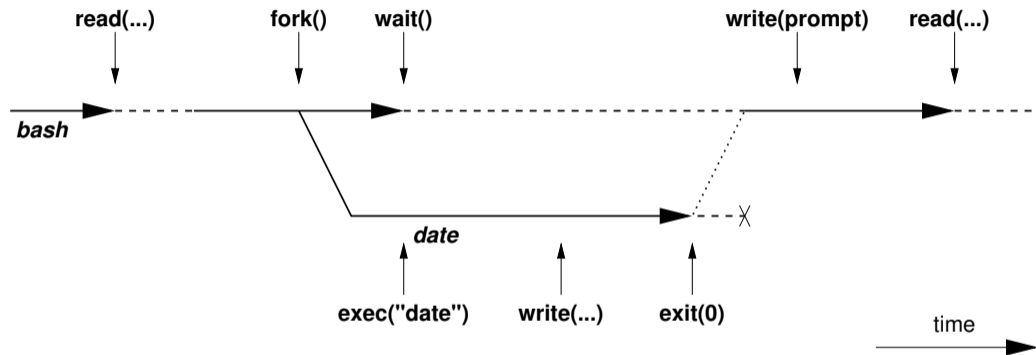 read(...) fork() wait() write(prompt) read(...)
bash
date
exec("date") write(...) exit(0)
time